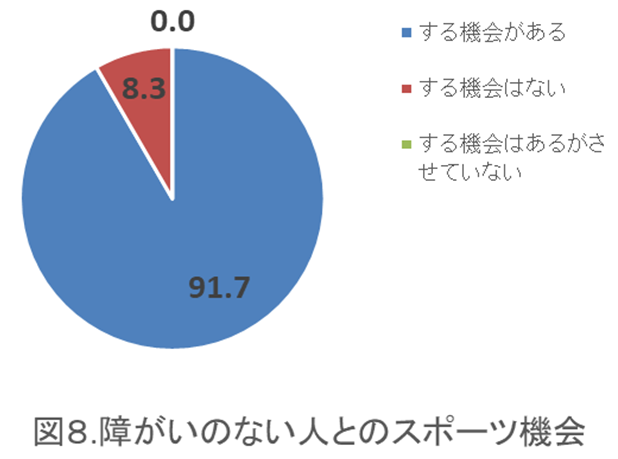 0.0
8.3
91.7
する機会がある
する機会はない
する機会はあるがさ
せていない
図８.障がいのない人とのスポーツ機会